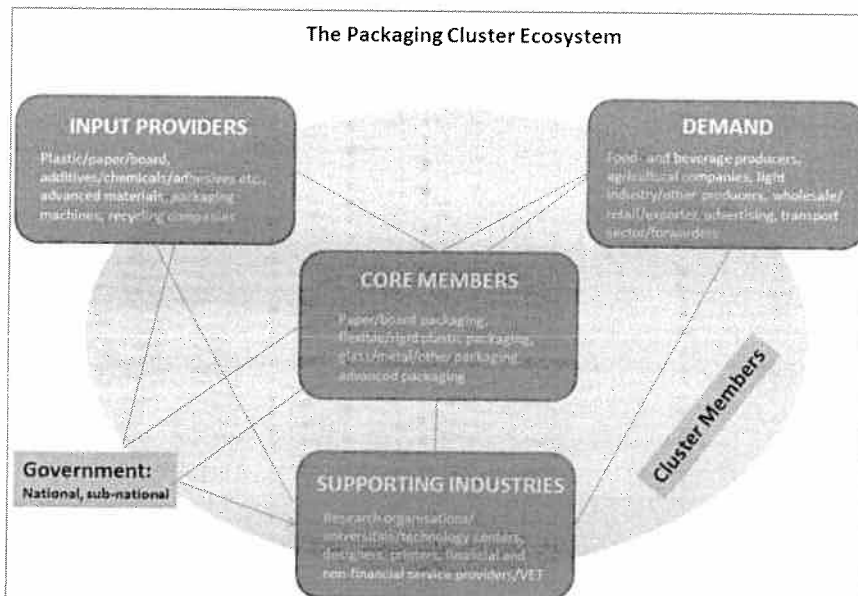 The Packaging Cluster Ecosystem
INPUT PROVIDERS
Plastic/paper/board,
additives/chemicals/adhesives etc.,
advanced materials, packaging
machines, recycling companies
DEMAND
Food- and beverage producers,
agricultural companies, light
industry/other producers, wholesale/
retail/exporter, advertising, transport
sector/forwarders
CORE MEMBERS
Paper/board packaging,
flexible/rigid plastic packaging,
glass/metal/other packaging
advanced packaging
Cluster Members
Government:
National, sub-national
SUPPORTING INDUSTRIES
Research organisations/
universities/technology centers,
designers, printers, financial and
non-financial service providers/VET